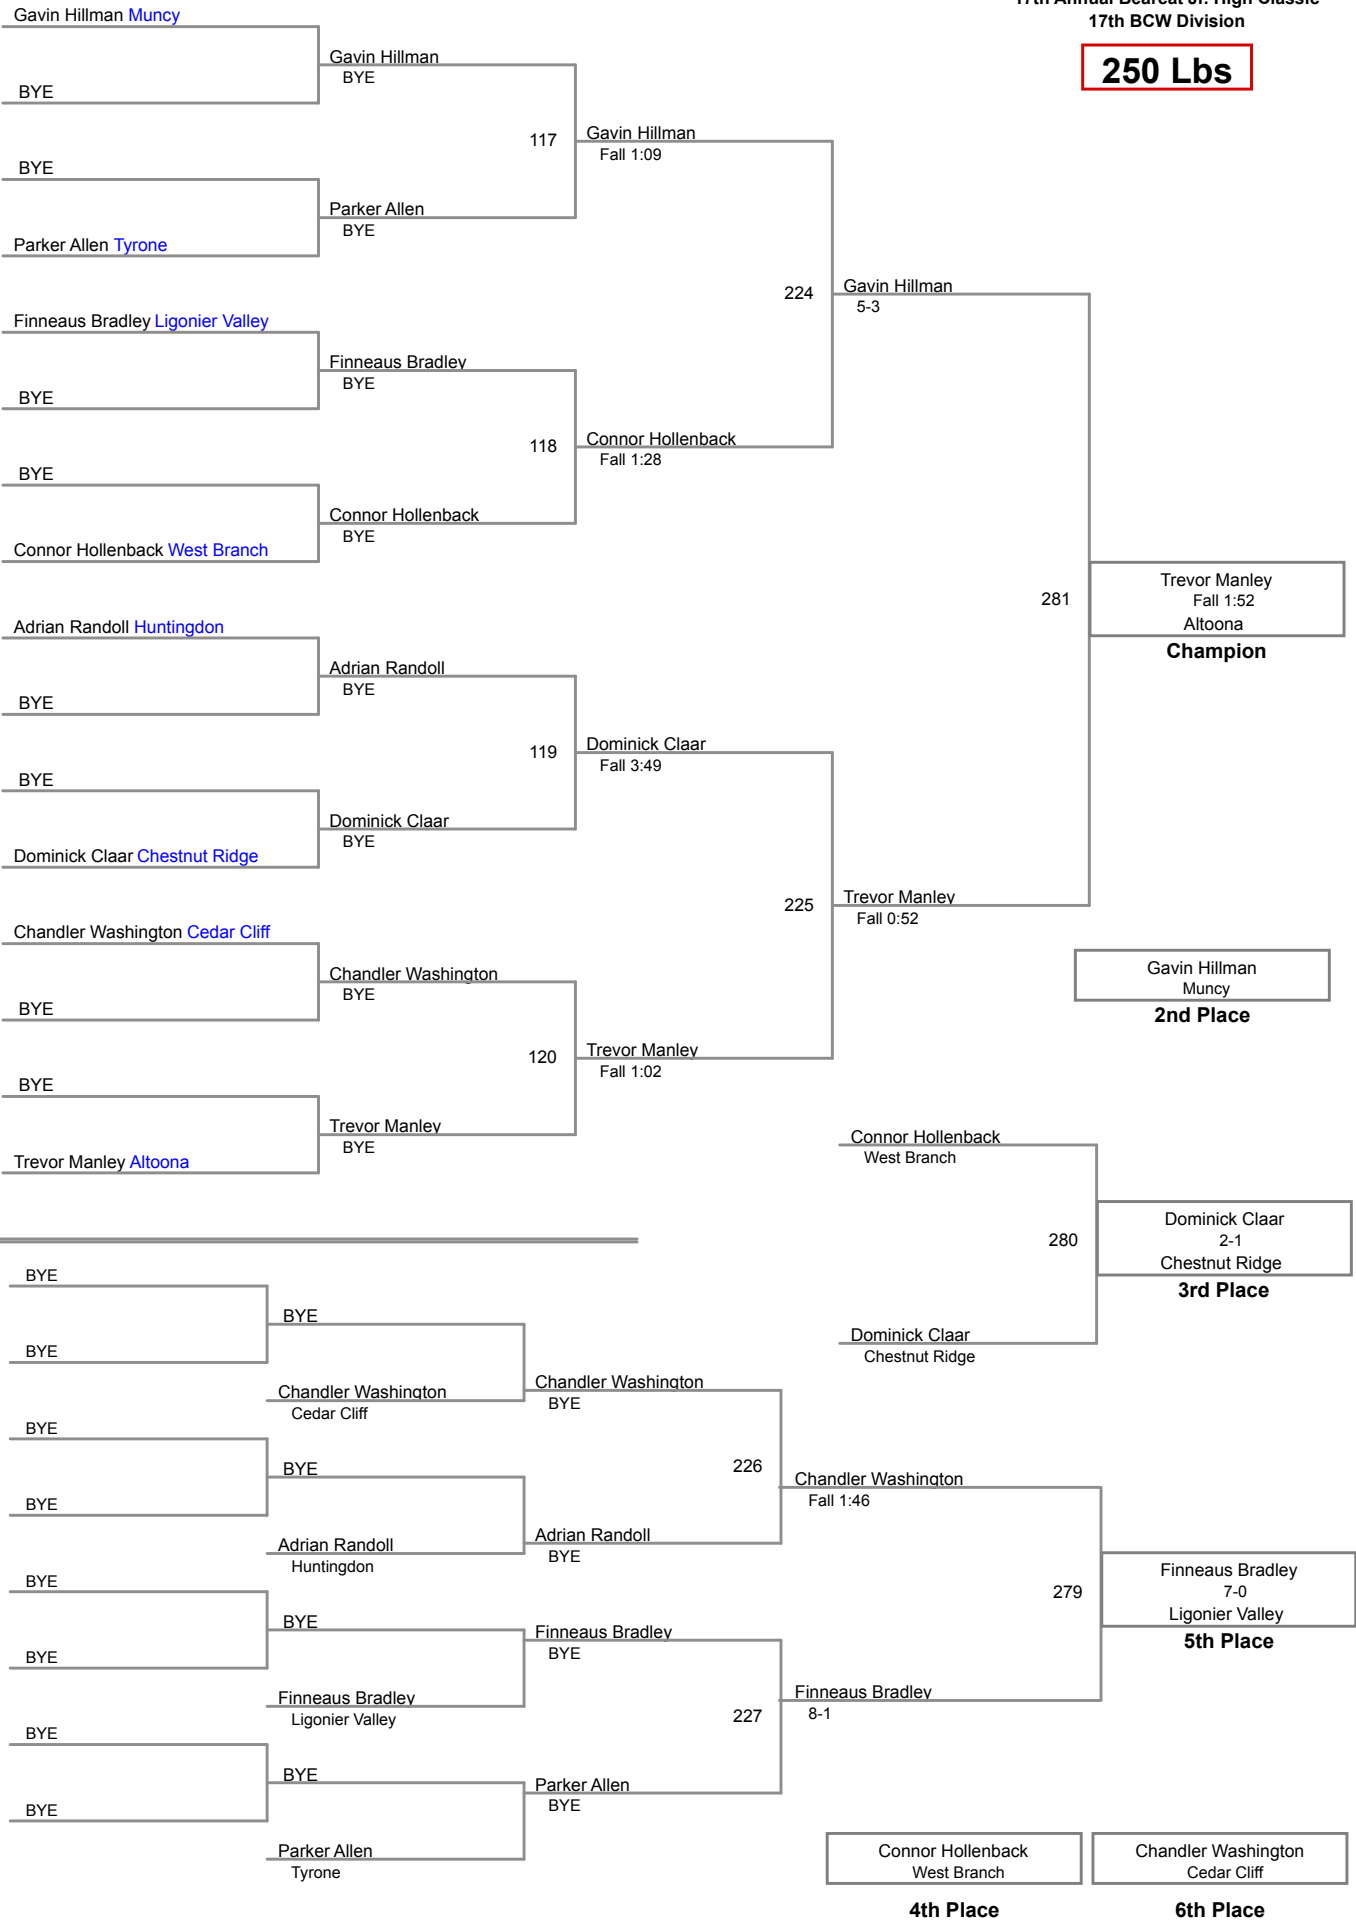 17th Annual Bearcat Jr. High Classic
17th BCW Division
250 Lbs
Gavin Hillman Muncy
BYE
BYE
Parker Allen Tyrone
Finneaus Bradley Ligonier Valley
BYE
BYE
Connor Hollenback West Branch
Adrian Randoll Huntingdon
BYE
BYE
Dominick Claar Chestnut Ridge
Chandler Washington Cedar Cliff
BYE
BYE
Trevor Manley Altoona
Gavin Hillman
BYE
Parker Allen
BYE
Finneaus Bradley
BYE
Connor Hollenback
BYE
Adrian Randoll
BYE
Dominick Claar
BYE
Chandler Washington
BYE
Trevor Manley
BYE
117
118
119
120
Gavin Hillman
Fall 1:09
Connor Hollenback
Fall 1:28
Dominick Claar
Fall 3:49
Trevor Manley
Fall 1:02
224
225
Gavin Hillman
5-3
Trevor Manley
Fall 0:52
281
Trevor Manley
Fall 1:52
Altoona
Champion
Gavin Hillman
Muncy
2nd Place
Connor Hollenback
West Branch
Dominick Claar
Chestnut Ridge
280
Dominick Claar
2-1
Chestnut Ridge
3rd Place
BYE
BYE
BYE
BYE
BYE
BYE
BYE
BYE
BYE
Chandler Washington
Cedar Cliff
BYE
Adrian Randoll
Huntingdon
BYE
Finneaus Bradley
Ligonier Valley
BYE
Parker Allen
Tyrone
Chandler Washington
BYE
Adrian Randoll
BYE
Finneaus Bradley
BYE
Parker Allen
BYE
226
227
Chandler Washington
Fall 1:46
Finneaus Bradley
8-1
279
Finneaus Bradley
7-0
Ligonier Valley
5th Place
Connor Hollenback
West Branch
4th Place
Chandler Washington
Cedar Cliff
6th Place